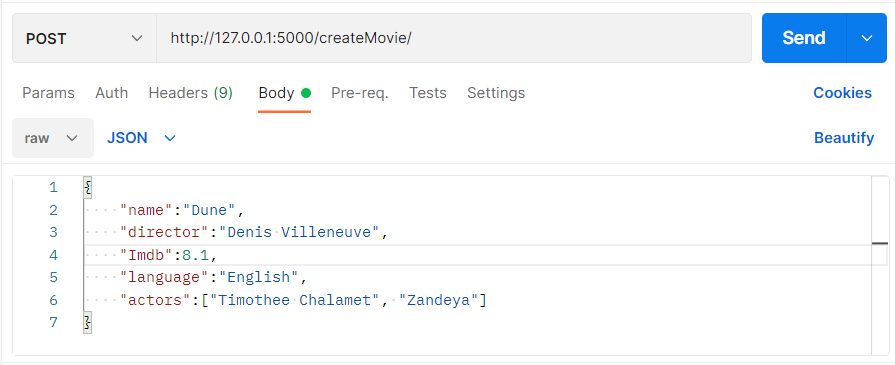 POST http://127.0.0.1:5000/createMovie/ Send
Params Auth Headers (9) Body Pre-req. Tests Settings Cookies
raw JSON Beautify
1 {
2 "name":"Dune",
3 "director":"Denis Villeneuve",
4 "Imdb":8.1,
5 "language":"English",
6 "actors":["Timothee Chalamet", "Zandeya"]
7 }